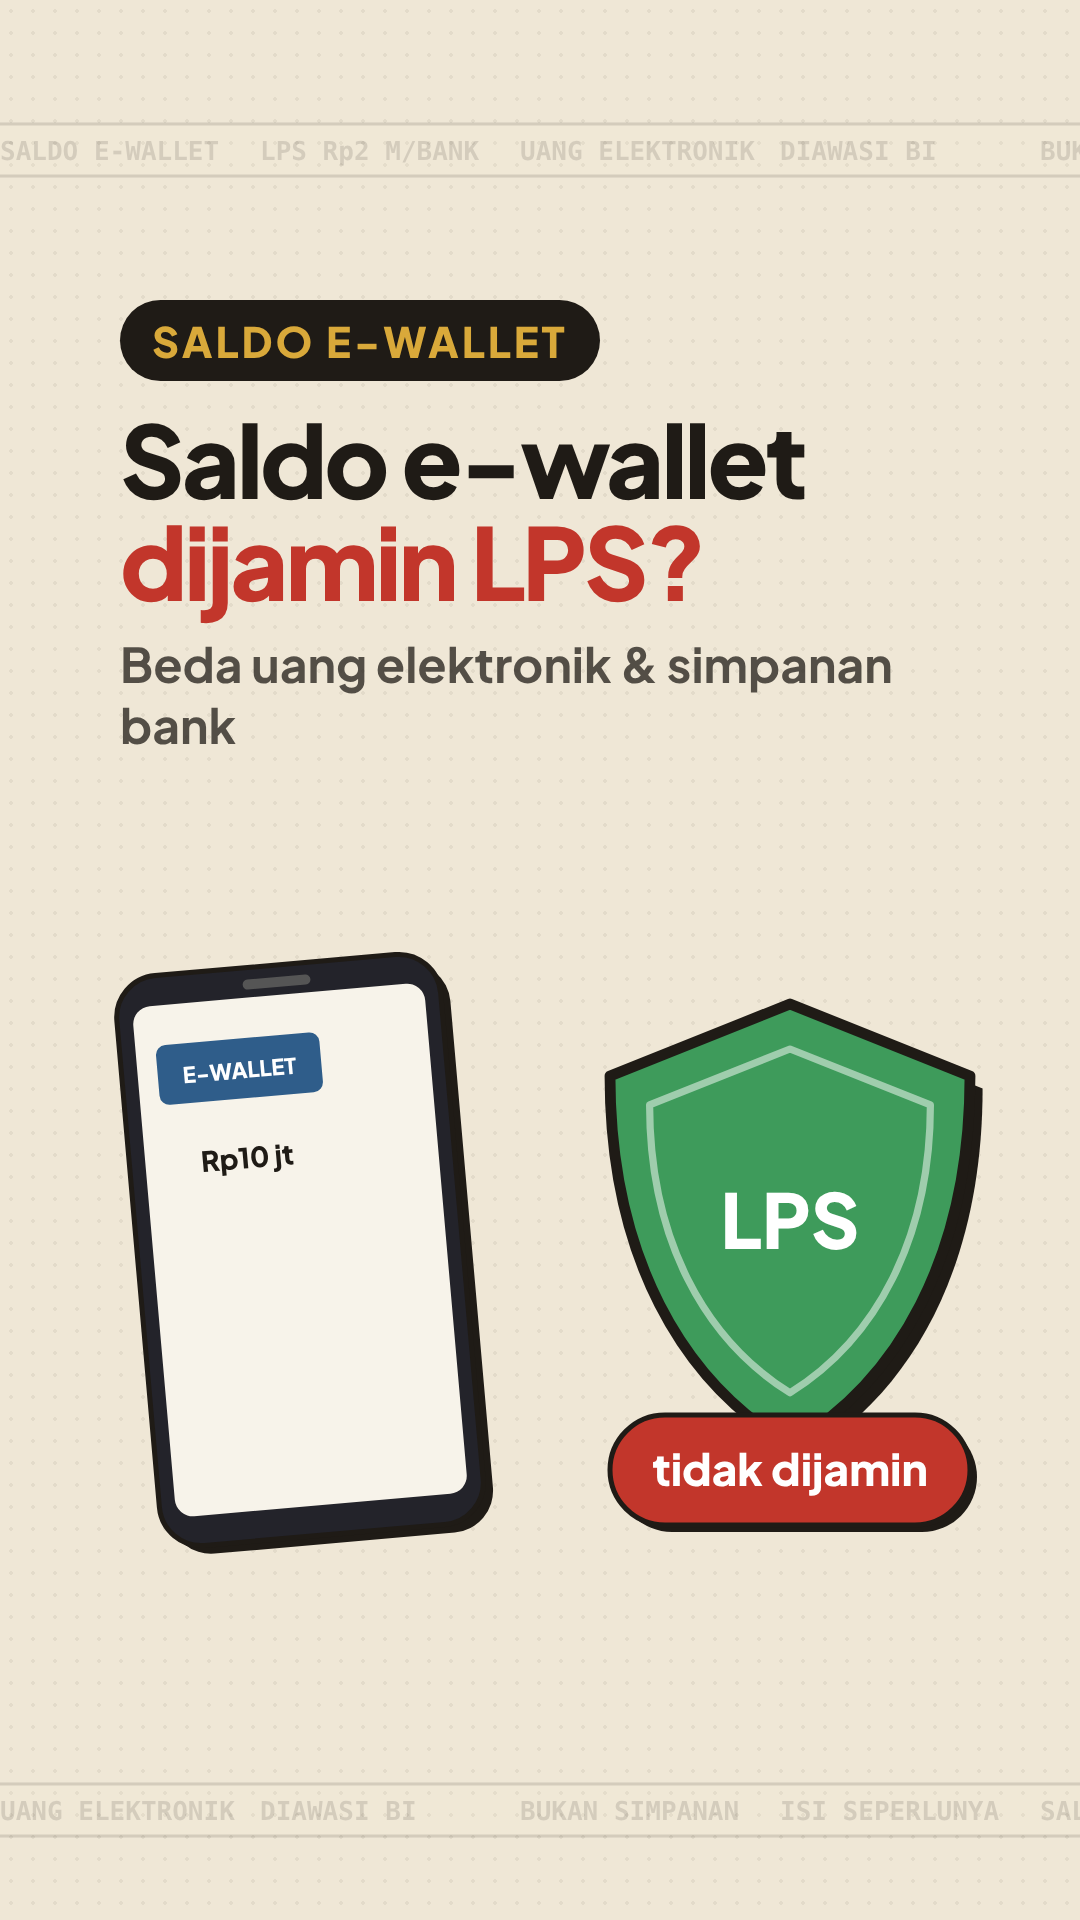 SALDO E-WALLET LPS Rp2 M/BANK UANG ELEKTRONIK DIAWASI BI
SALDO E-WALLET
Saldo e-wallet
dijamin LPS?
Beda uang elektronik & simpanan
bank
E-WALLET
Rp10 jt
LPS
tidak dijamin
UANG ELEKTRONIK DIAWASI BI BUKAN SIMPANAN ISI SEPERLUNYA